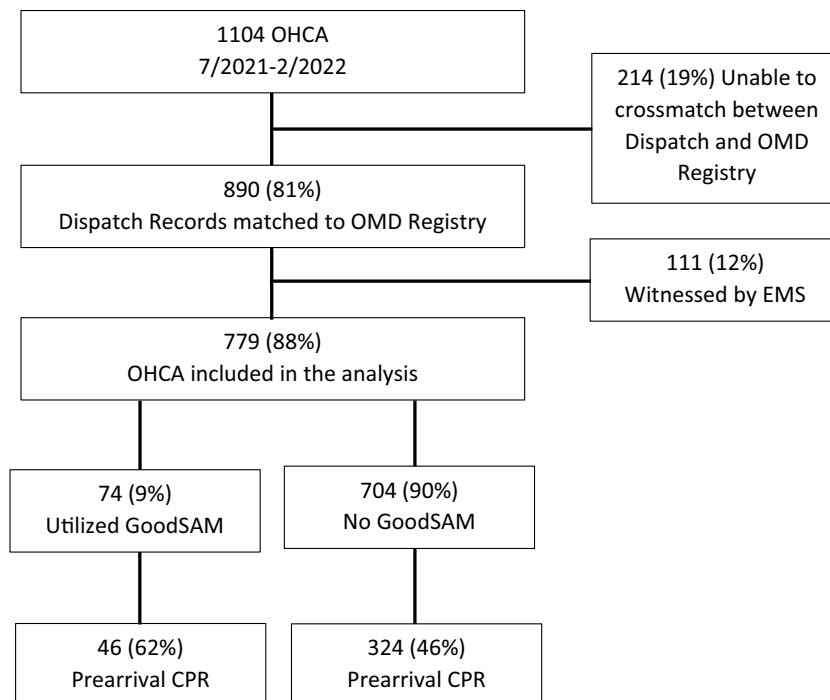 1104 OHCA
7/2021-2/2022
214 (19%) Unable to
crossmatch between
Dispatch and OMD
Registry
890 (81%)
Dispatch Records matched to OMD Registry
111 (12%)
Witnessed by EMS
779 (88%)
OHCA included in the analysis
74 (9%)
Utilized GoodSAM
704 (90%)
No GoodSAM
46 (62%)
Prearrival CPR
324 (46%)
Prearrival CPR